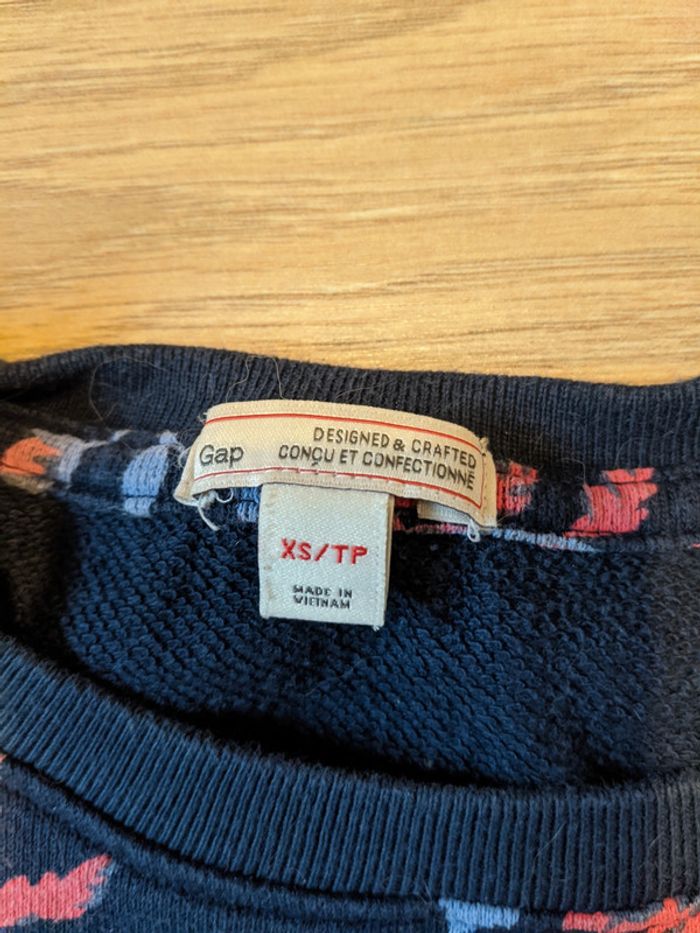 Gap
DESIGNED & CRAFTED
CONÇU ET CONFECTIONNÉ
XS/TP
MADE IN
VIETNAM